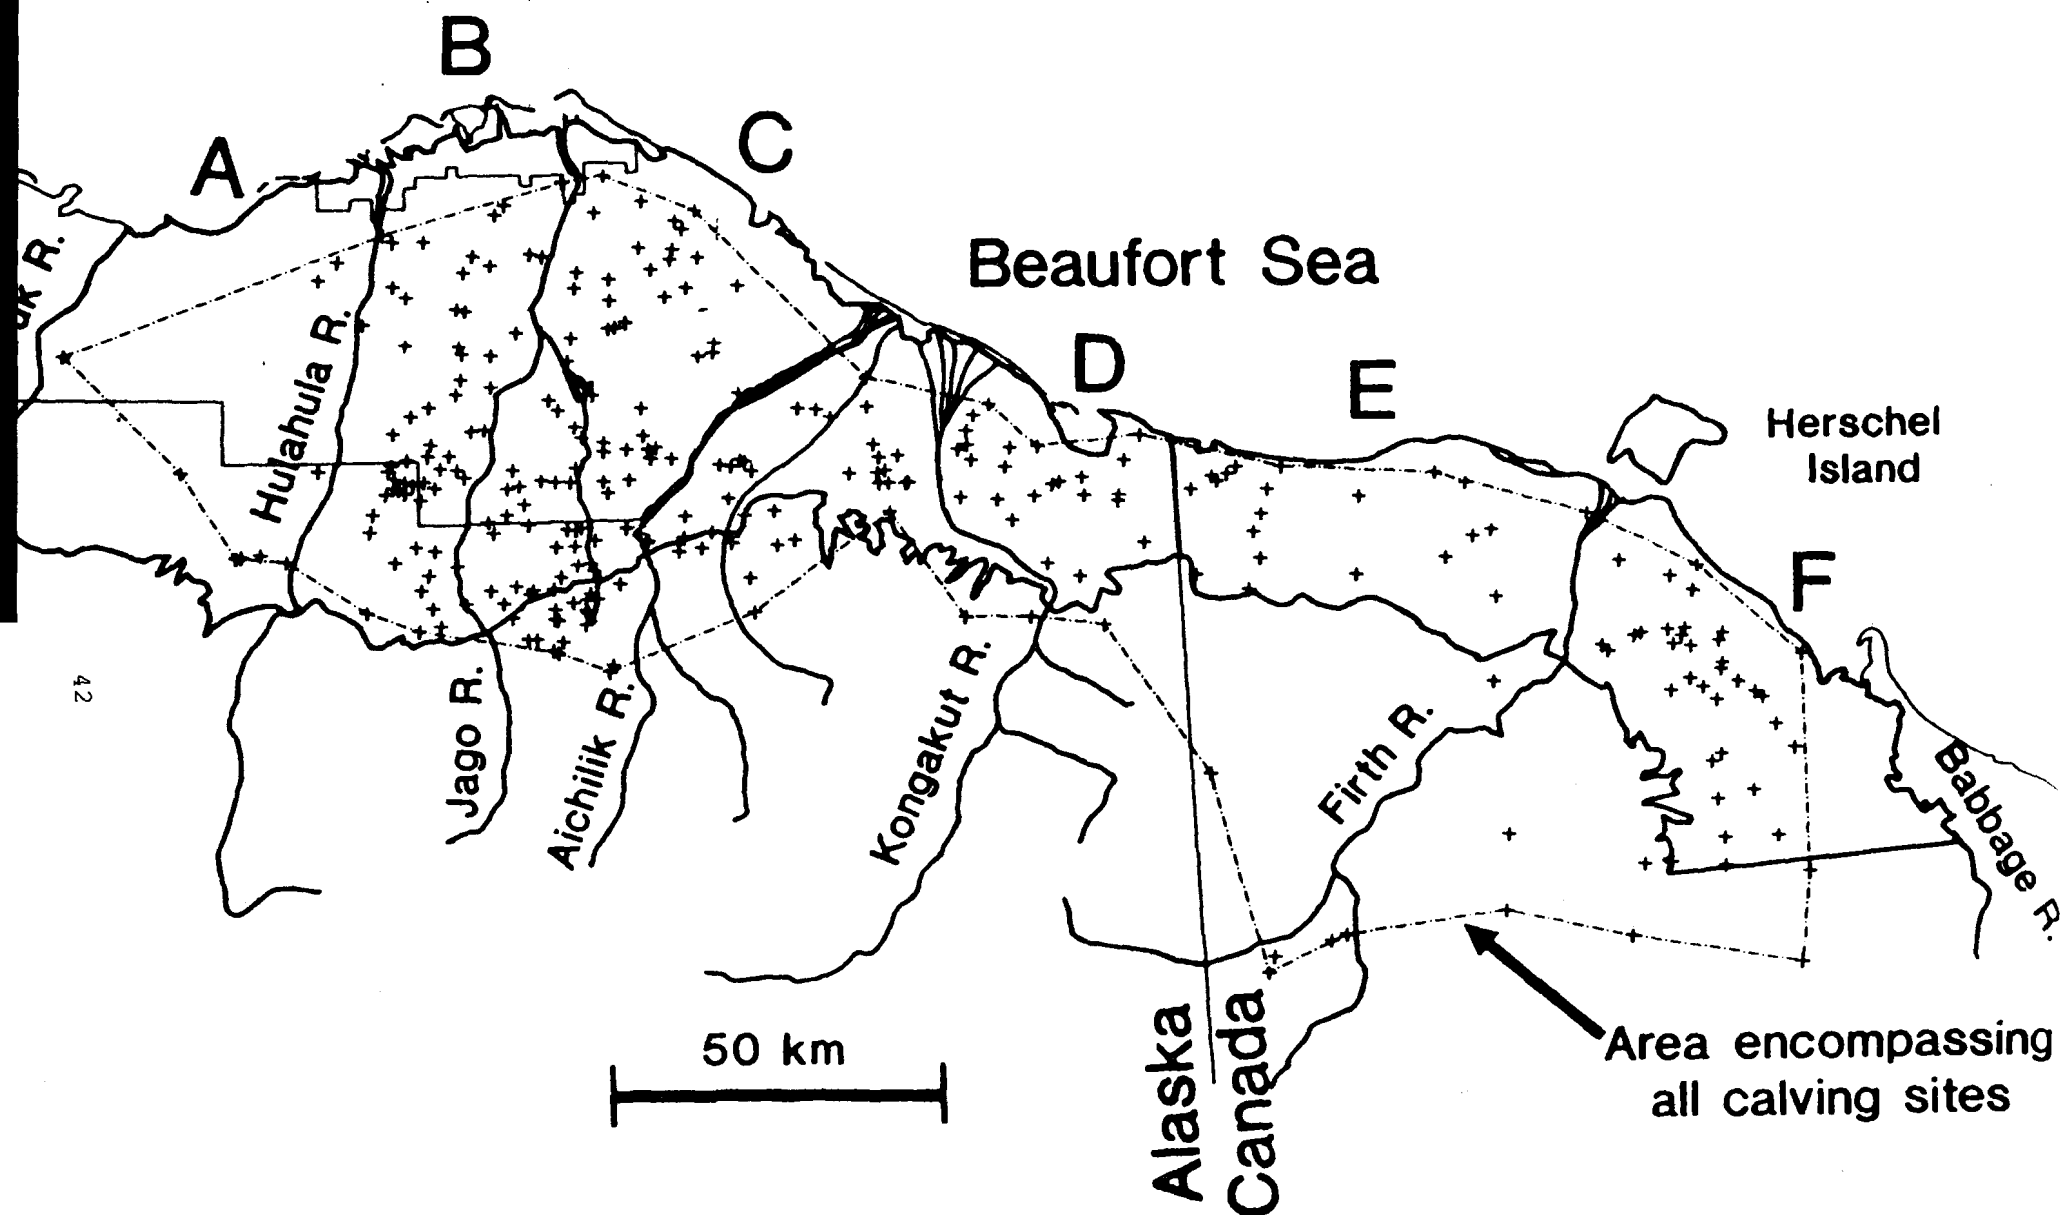 A
B
C
Beaufort Sea
D
E
F
Herschel
Island
R.
Hulahula R.
Jago R.
Aichilik R.
Kongakut R.
Firth R.
Babbage R.
50 km
Alaska
Canada
Area encompassing
all calving sites
42